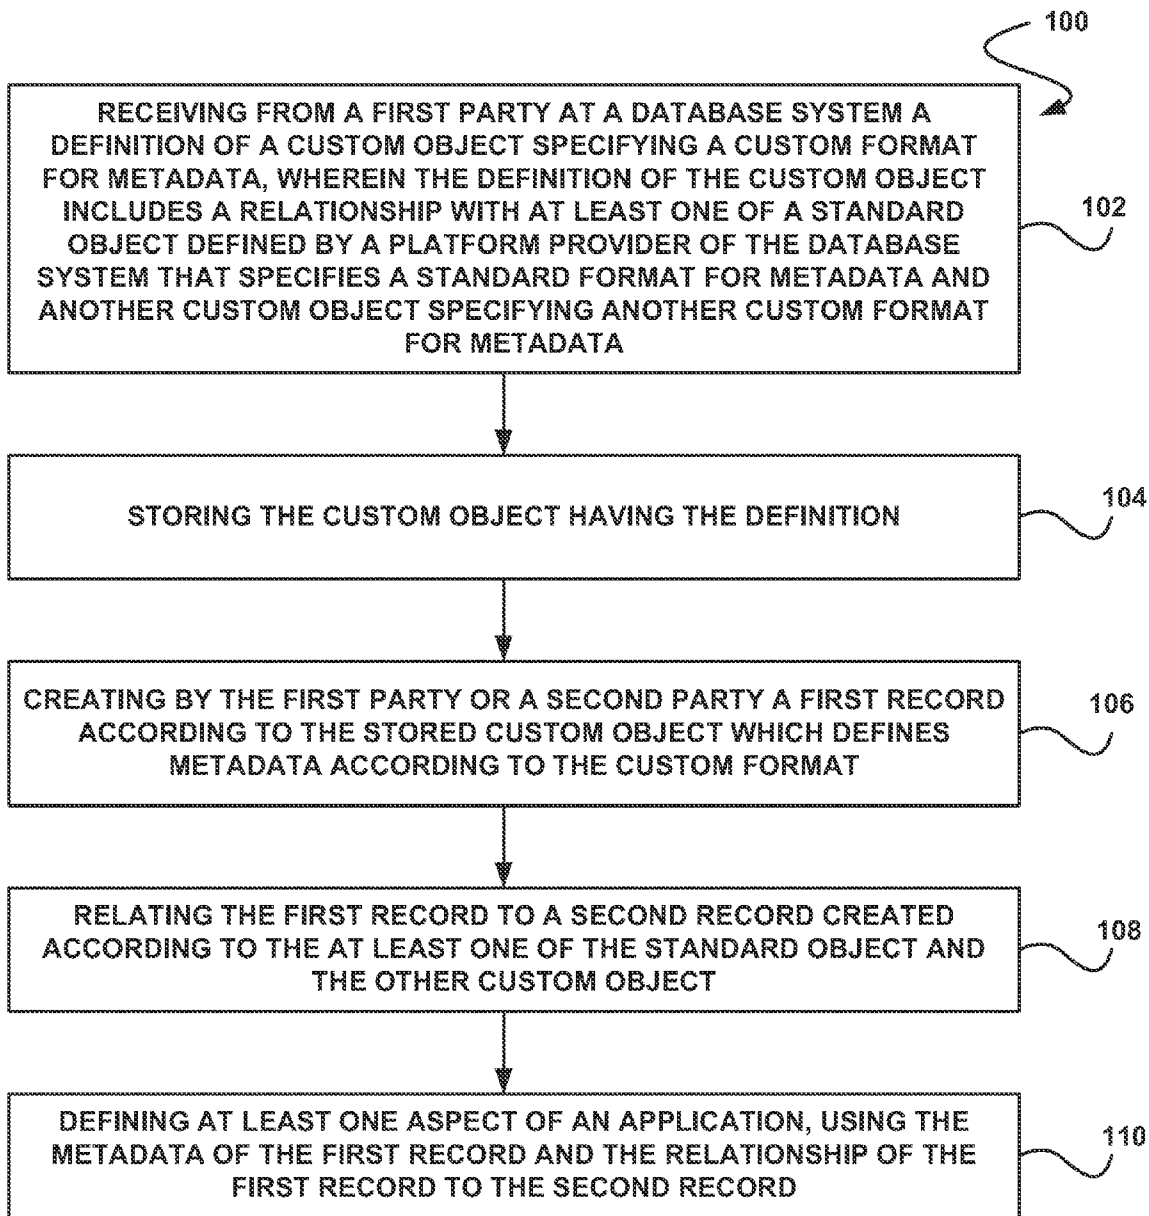 100
RECEIVING FROM A FIRST PARTY AT A DATABASE SYSTEM A
DEFINITION OF A CUSTOM OBJECT SPECIFYING A CUSTOM FORMAT
FOR METADATA, WHEREIN THE DEFINITION OF THE CUSTOM OBJECT
INCLUDES A RELATIONSHIP WITH AT LEAST ONE OF A STANDARD
OBJECT DEFINED BY A PLATFORM PROVIDER OF THE DATABASE
SYSTEM THAT SPECIFIES A STANDARD FORMAT FOR METADATA AND
ANOTHER CUSTOM OBJECT SPECIFYING ANOTHER CUSTOM FORMAT
FOR METADATA
102
STORING THE CUSTOM OBJECT HAVING THE DEFINITION
104
CREATING BY THE FIRST PARTY OR A SECOND PARTY A FIRST RECORD
ACCORDING TO THE STORED CUSTOM OBJECT WHICH DEFINES
METADATA ACCORDING TO THE CUSTOM FORMAT
106
RELATING THE FIRST RECORD TO A SECOND RECORD CREATED
ACCORDING TO THE AT LEAST ONE OF THE STANDARD OBJECT AND
THE OTHER CUSTOM OBJECT
108
DEFINING AT LEAST ONE ASPECT OF AN APPLICATION, USING THE
METADATA OF THE FIRST RECORD AND THE RELATIONSHIP OF THE
FIRST RECORD TO THE SECOND RECORD
110